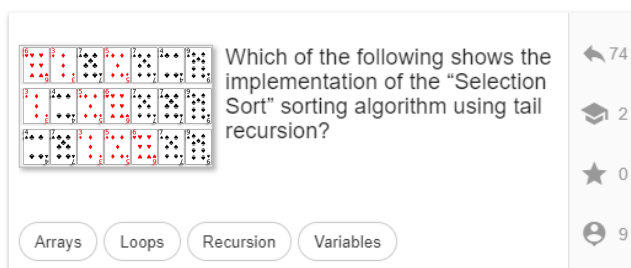 Which of the following shows the
implementation of the “Selection
Sort” sorting algorithm using tail
recursion?
74
2
0
9
Arrays
Loops
Recursion
Variables